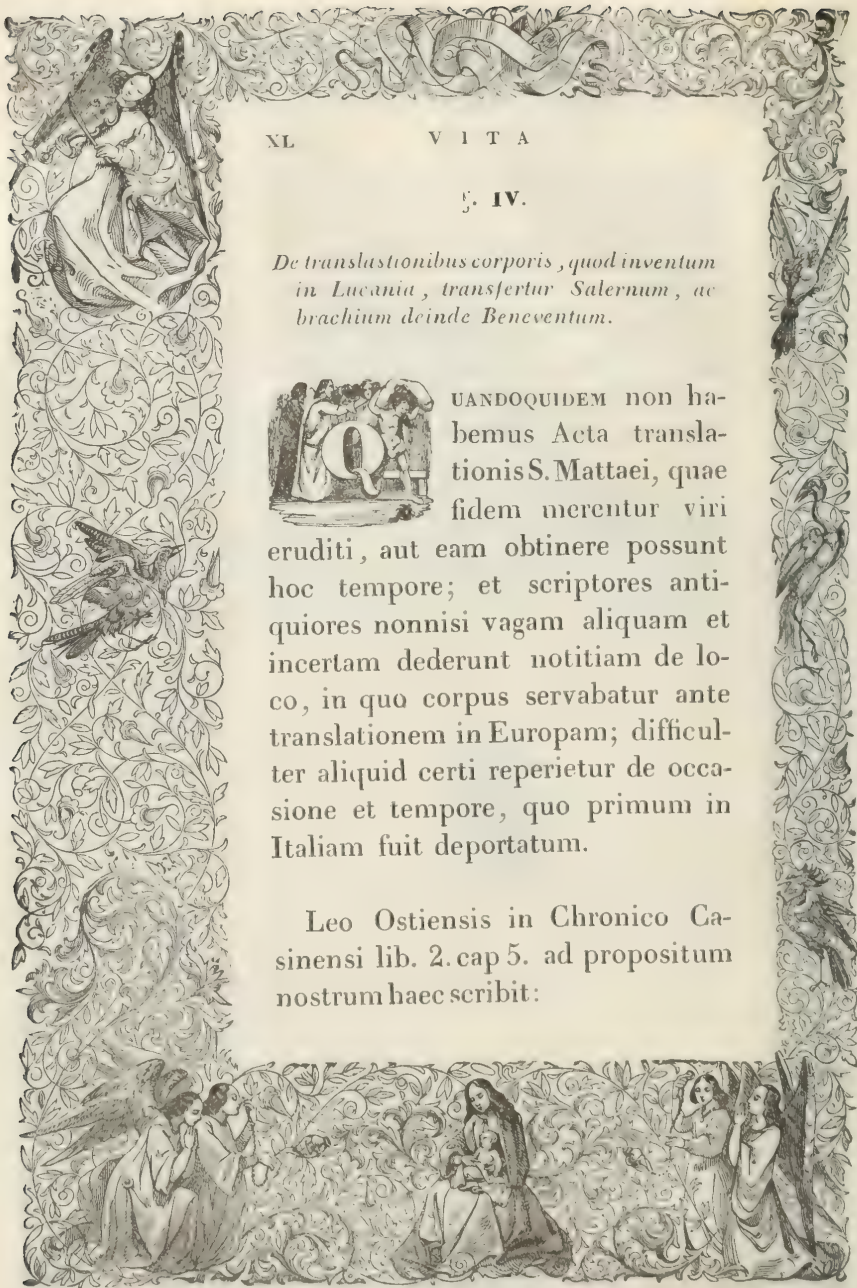 XL VITA
§. IV.
De translastionibus corporis, quod inventum
in Lucania, transfertur Salernum, ac
brachium deinde Beneventum.
QUANDOQUIDEM non ha-
bemus Acta transla-
tionis S. Mattaei, quae
fidem merentur viri
eruditi, aut eam obtinere possunt
hoc tempore; et scriptores anti-
quiores nonnisi vagam aliquam et
incertam dederunt notitiam de lo-
co, in quo corpus servabatur ante
translationem in Europam; difficul-
ter aliquid certi reperietur de occa-
sione et tempore, quo primum in
Italiam fuit deportatum.
Leo Ostiensis in Chronico Ca-
sinensi lib. 2. cap 5. ad propositum
nostrum haec scribit: